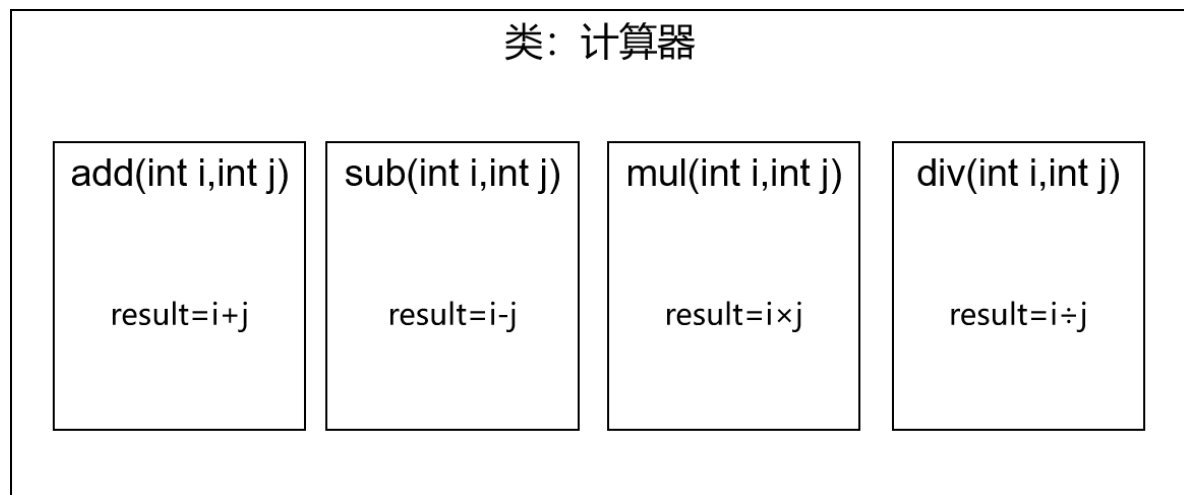 类：计算器
add(int i,int j)
sub(int i,int j)
mul(int i,int j)
div(int i,int j)
result=i+j
result=i-j
result=i×j
result=i÷j